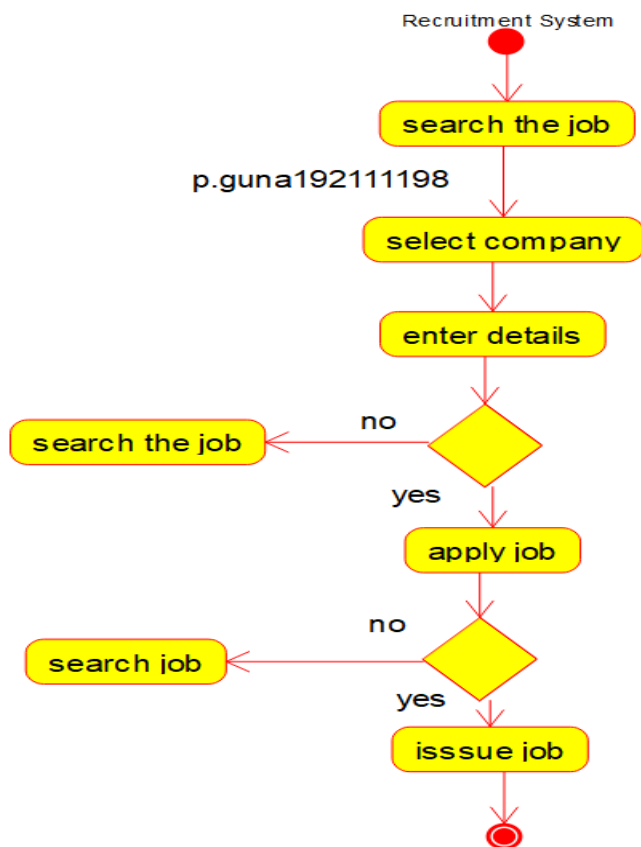 Recruitment System
search the job
p.guna192111198
select company
enter details
no
search the job
yes
apply job
no
search job
yes
isssue job